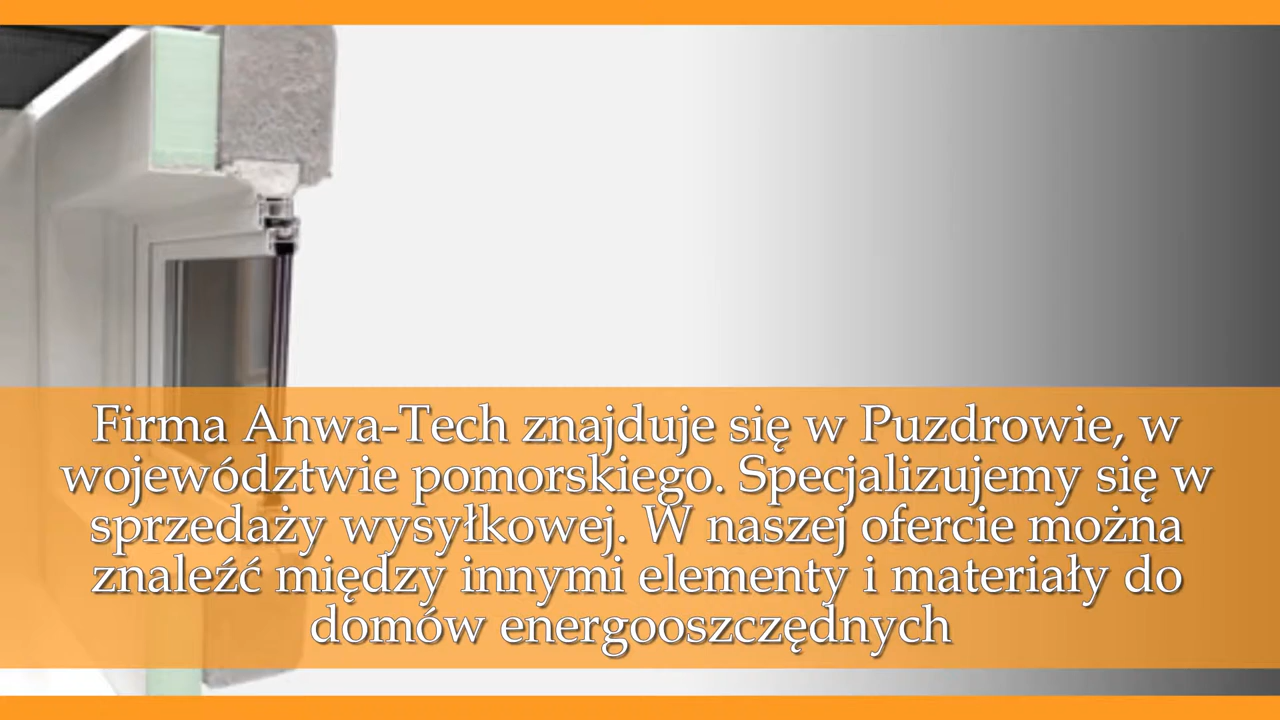 Firma Anwa-Tech znajduje się w Puzdrowie, w
województwie pomorskiego. Specjalizujemy się w
sprzedaży wysyłkowej. W naszej ofercie można
znaleźć między innymi elementy i materiały do
domów energooszczędnych